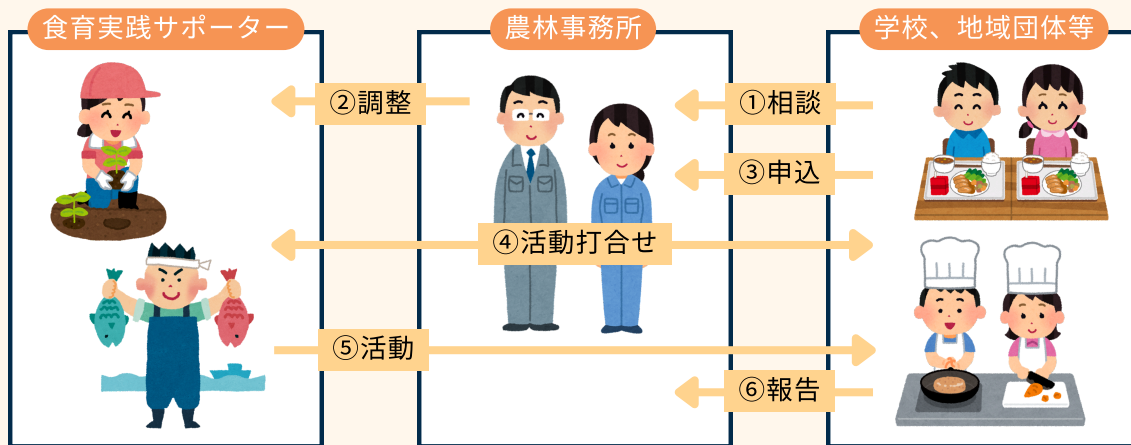 食育実践サポーター
農林事務所
学校、地域団体等
①相談
②調整
③申込
④活動打合せ
⑤活動
⑥報告